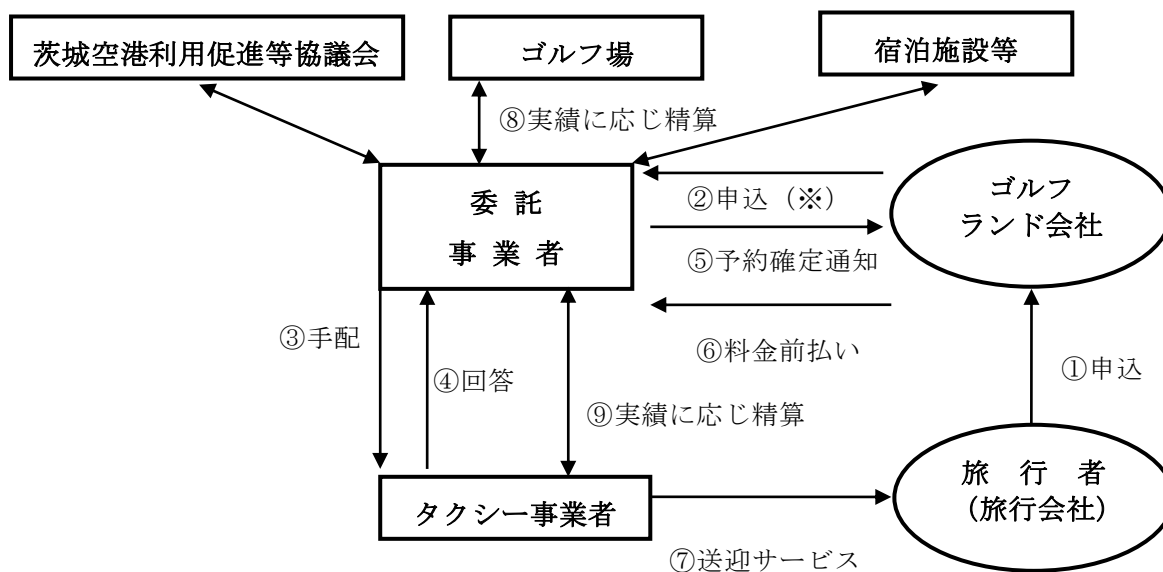 茨城空港利用促進等協議会
ゴルフ場
宿泊施設等
⑧実績に応じ精算
委 託
事 業 者
②申込（※）
⑤予約確定通知
ゴルフ
ランド会社
③手配
④回答
⑥料金前払い
①申込
⑨実績に応じ精算
タクシー事業者
旅 行 者
（旅行会社）
⑦送迎サービス